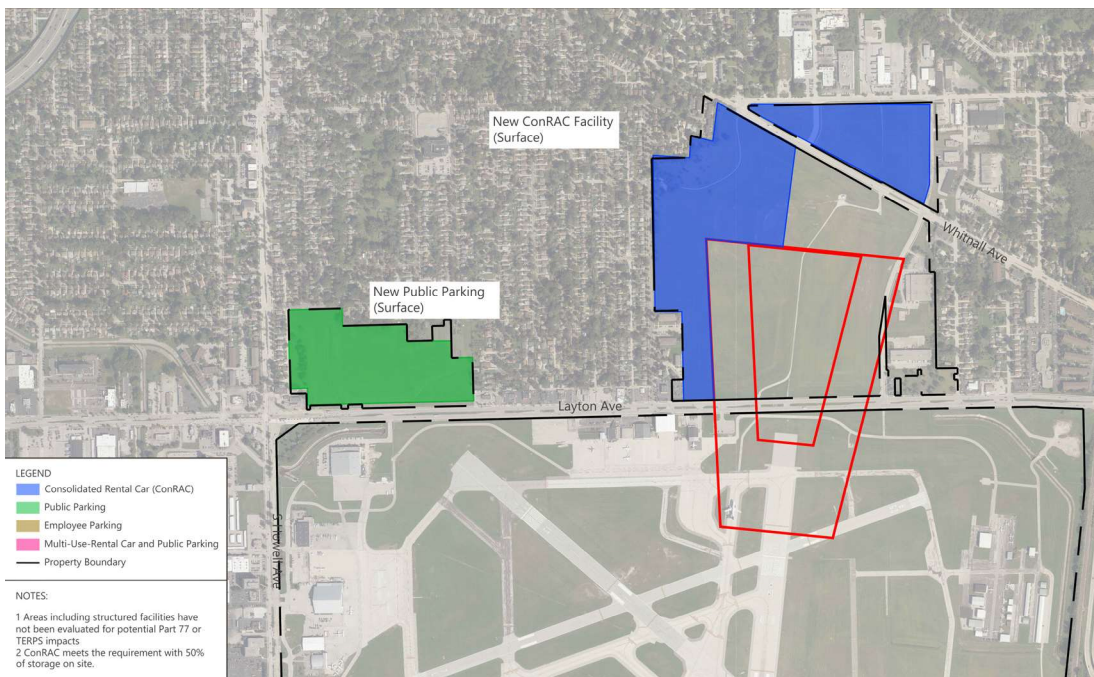 New ConRAC Facility
(Surface)
Whitnall Ave
New Public Parking
(Surface)
Layton Ave
S Howell Ave
LEGEND
Consolidated Rental Car (ConRAC)
Public Parking
Employee Parking
Multi-Use-Rental Car and Public Parking
Property Boundary
NOTES:
1 Areas including structured facilities have
not been evaluated for potential Part 77 or
TERPS impacts
2 ConRAC meets the requirement with 50%
of storage on site.